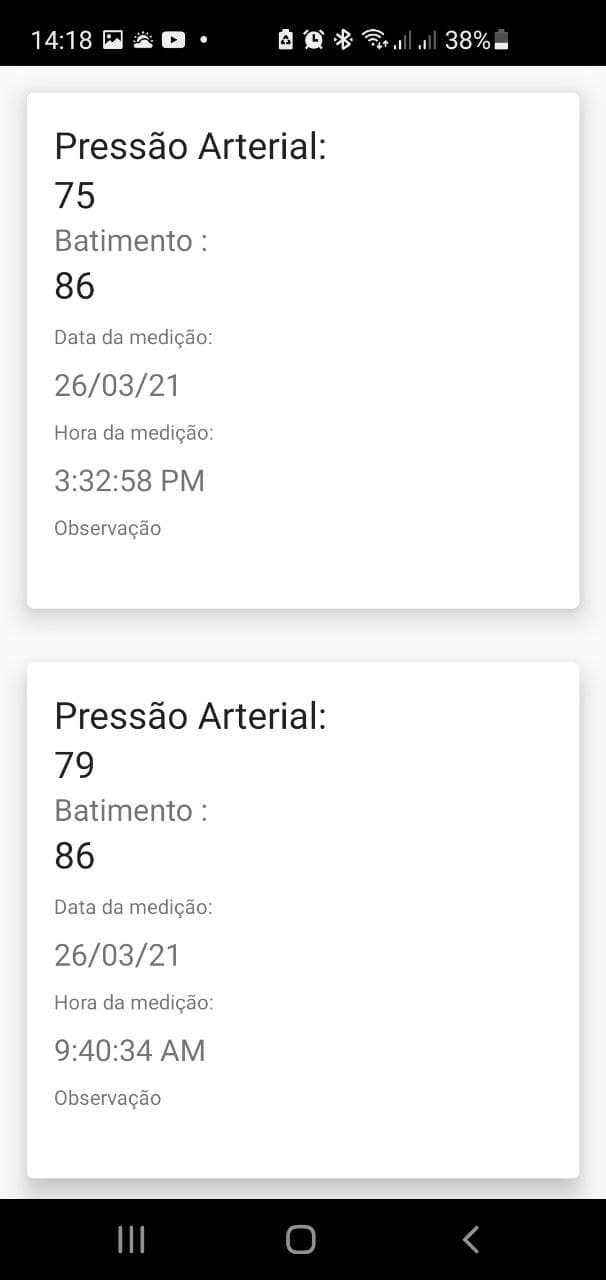 14:18 38%
Pressão Arterial:
75
Batimento :
86
Data da medição:
26/03/21
Hora da medição:
3:32:58 PM
Observação
Pressão Arterial:
79
Batimento :
86
Data da medição:
26/03/21
Hora da medição:
9:40:34 AM
Observação